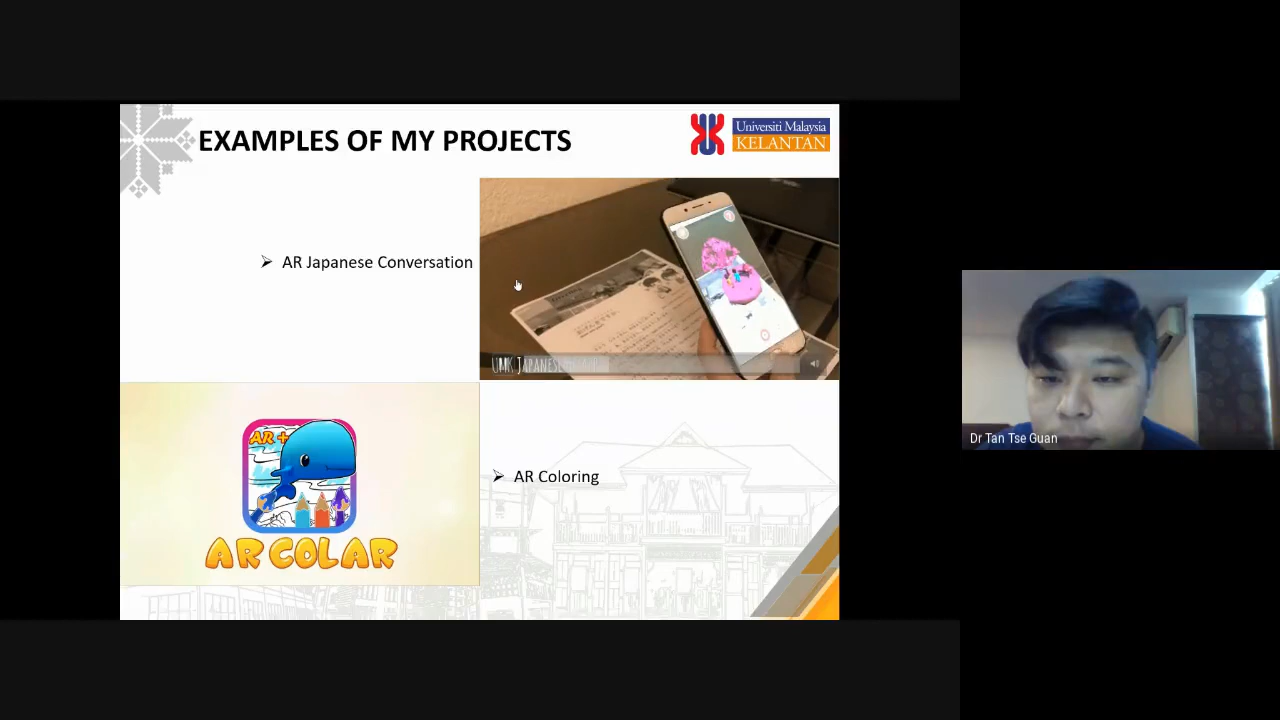 EXAMPLES OF MY PROJECTS
Universiti Malaysia
KELANTAN
AR Japanese Conversation
UMK
AR +
AR COLAR
AR Coloring
Dr Tan Tse Guan